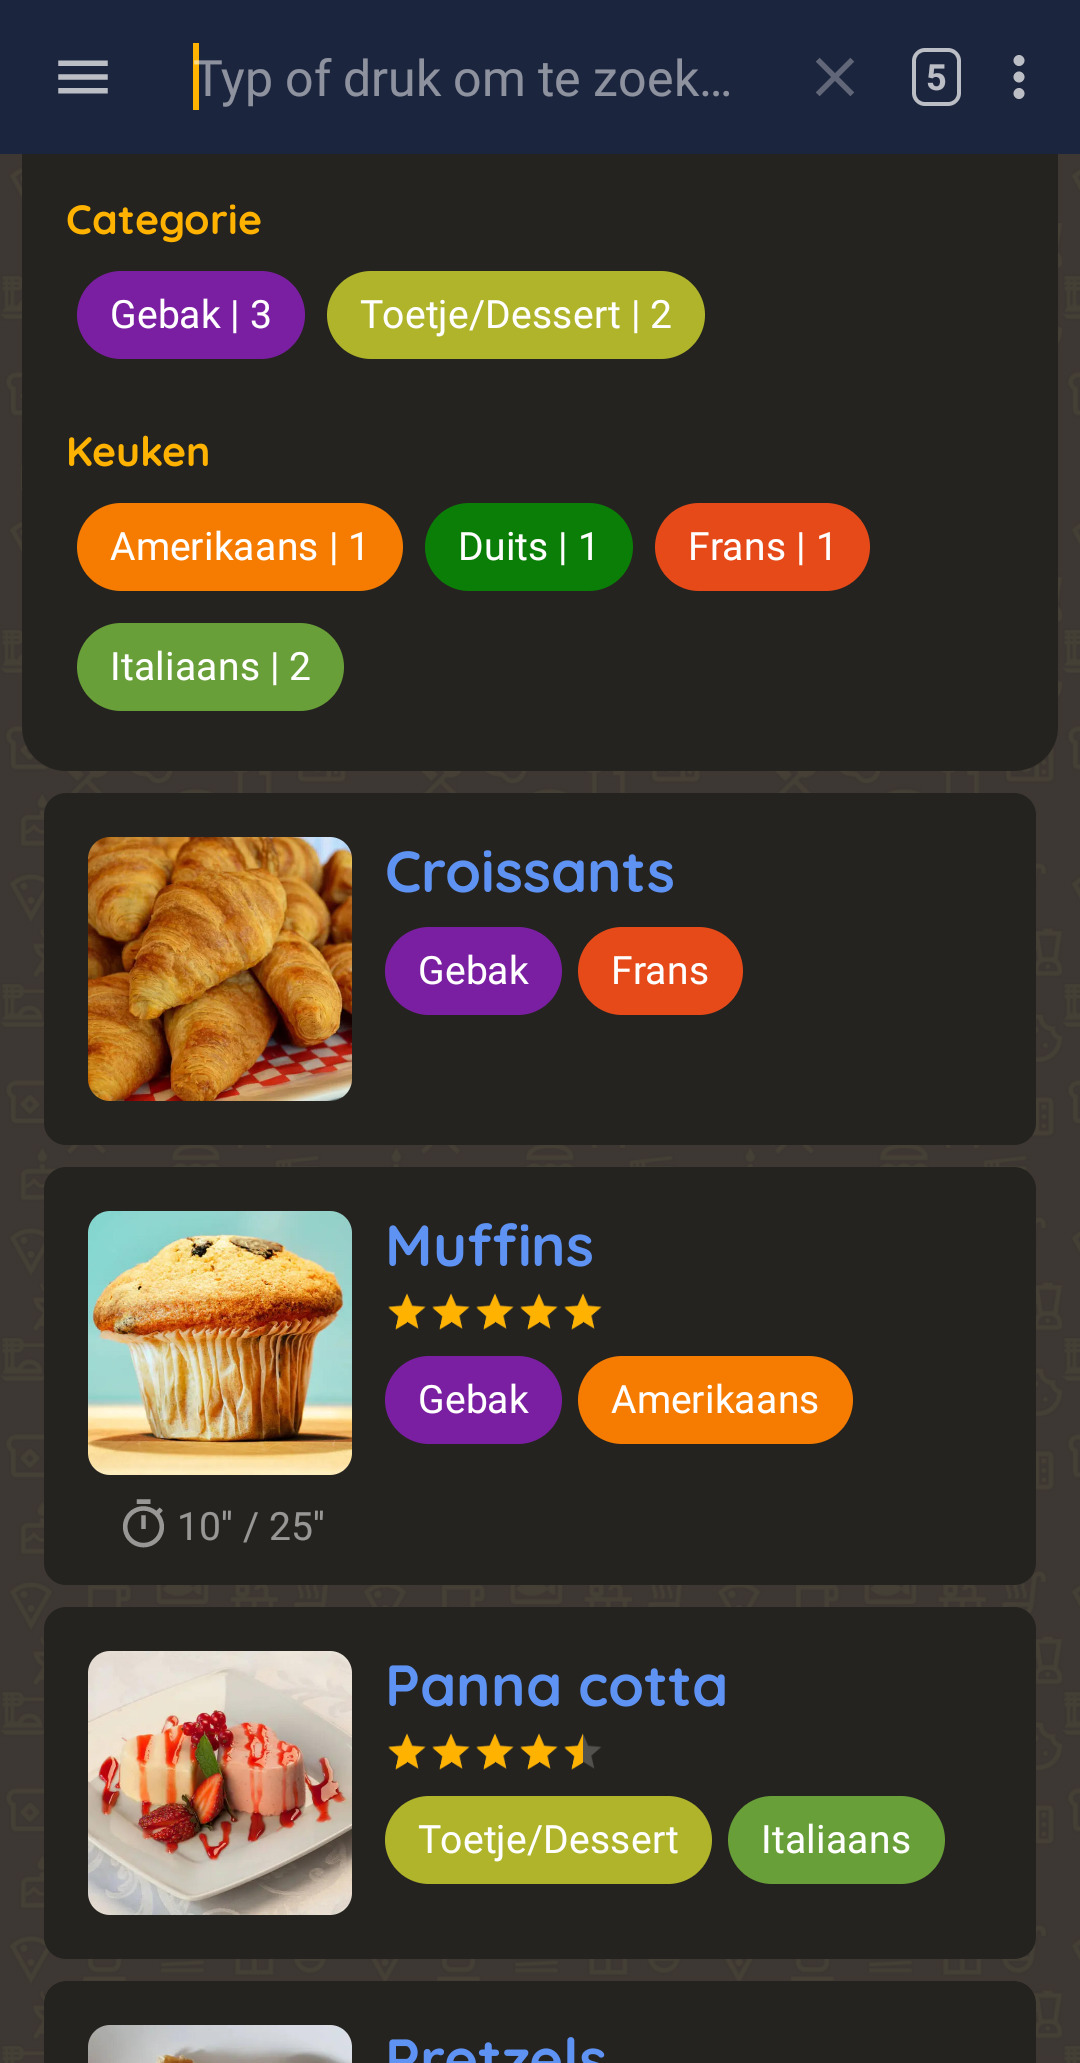 Typ of druk om te zoek…
5
Categorie
Gebak | 3
Toetje/Dessert | 2
Keuken
Amerikaans | 1
Duits | 1
Frans | 1
Italiaans | 2
Croissants
Gebak
Frans
Muffins
Gebak
Amerikaans
10" / 25"
Panna cotta
Toetje/Dessert
Italiaans
Pretzels